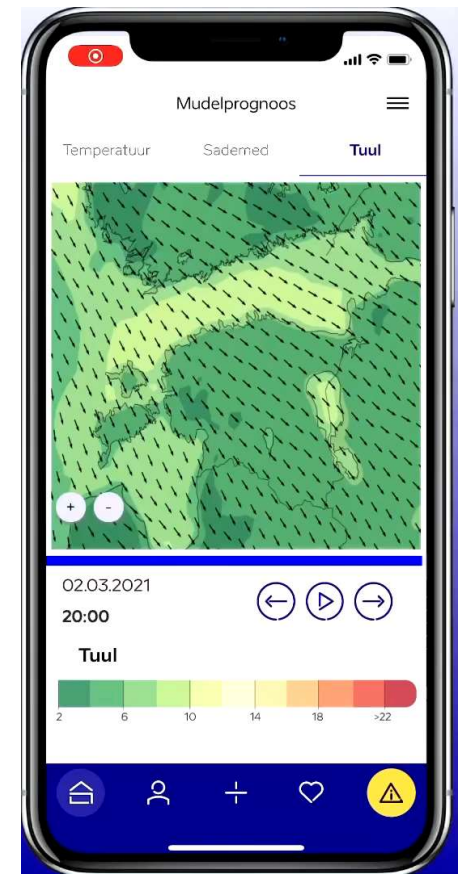 Mudelprognoos
Temperatuur Sademed Tuul
+ -
02.03.2021
20:00
Tuul
2 6 10 14 18 >22